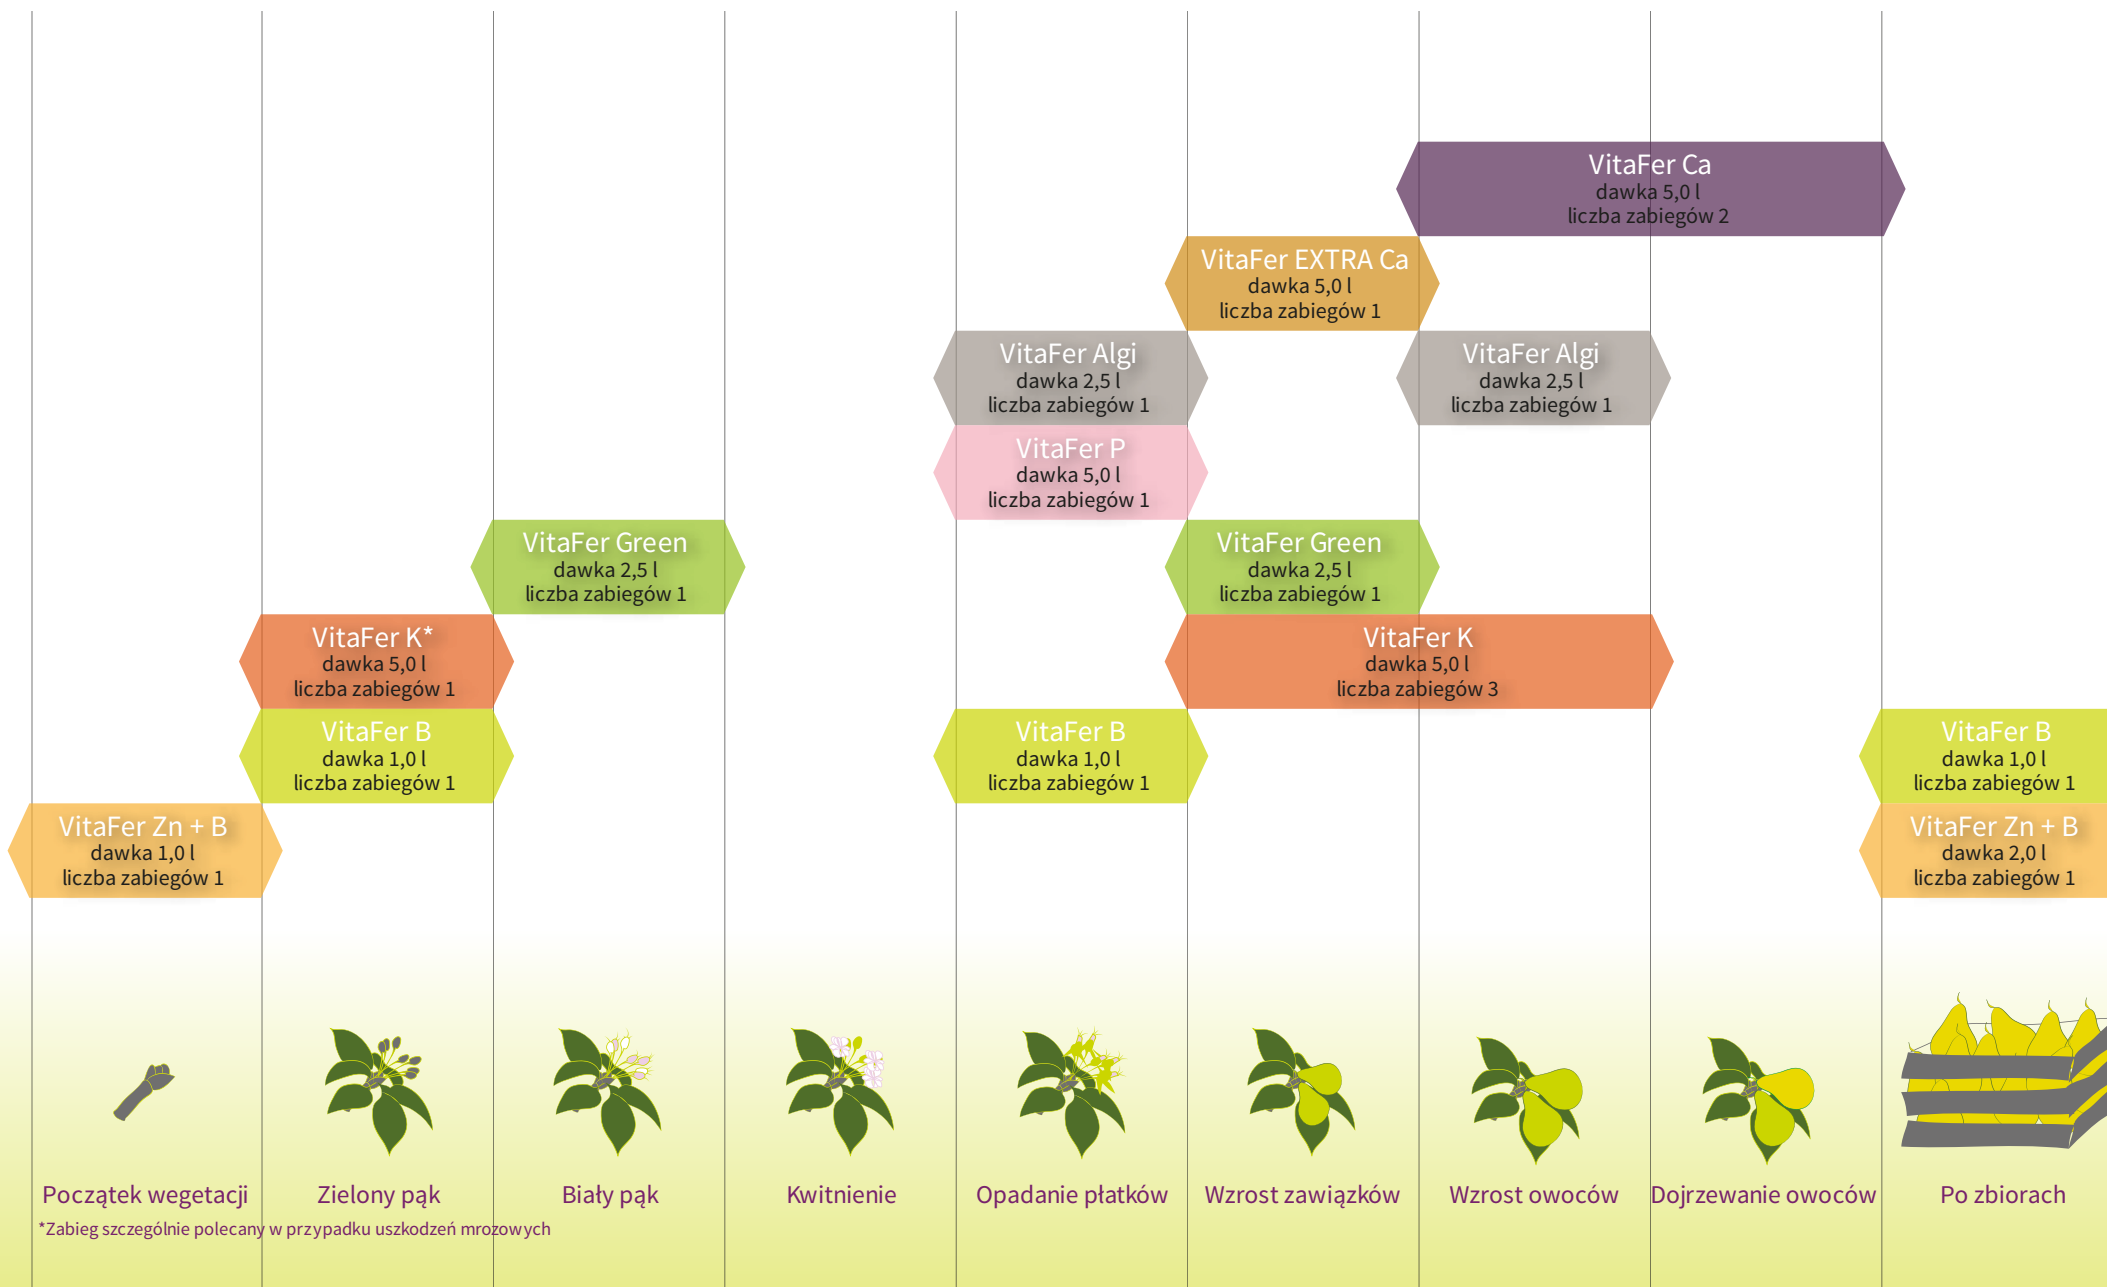 VitaFer Ca
dawka 5,0 l
liczba zabiegów 2
VitaFer EXTRA Ca
dawka 5,0 l
liczba zabiegów 1
VitaFer Algi
dawka 2,5 l
liczba zabiegów 1
VitaFer Algi
dawka 2,5 l
liczba zabiegów 1
VitaFer P
dawka 5,0 l
liczba zabiegów 1
VitaFer Green
dawka 2,5 l
liczba zabiegów 1
VitaFer Green
dawka 2,5 l
liczba zabiegów 1
VitaFer K*
dawka 5,0 l
liczba zabiegów 1
VitaFer K
dawka 5,0 l
liczba zabiegów 3
VitaFer B
dawka 1,0 l
liczba zabiegów 1
VitaFer B
dawka 1,0 l
liczba zabiegów 1
VitaFer B
dawka 1,0 l
liczba zabiegów 1
VitaFer Zn + B
dawka 1,0 l
liczba zabiegów 1
VitaFer Zn + B
dawka 2,0 l
liczba zabiegów 1
Początek wegetacji
Zielony pąk
Biały pąk
Kwitnienie
Opadanie płatków
Wzrost zawiązków
Wzrost owoców
Dojrzewanie owoców
Po zbiorach
*Zabieg szczególnie polecany w przypadku uszkodzeń mrozowych